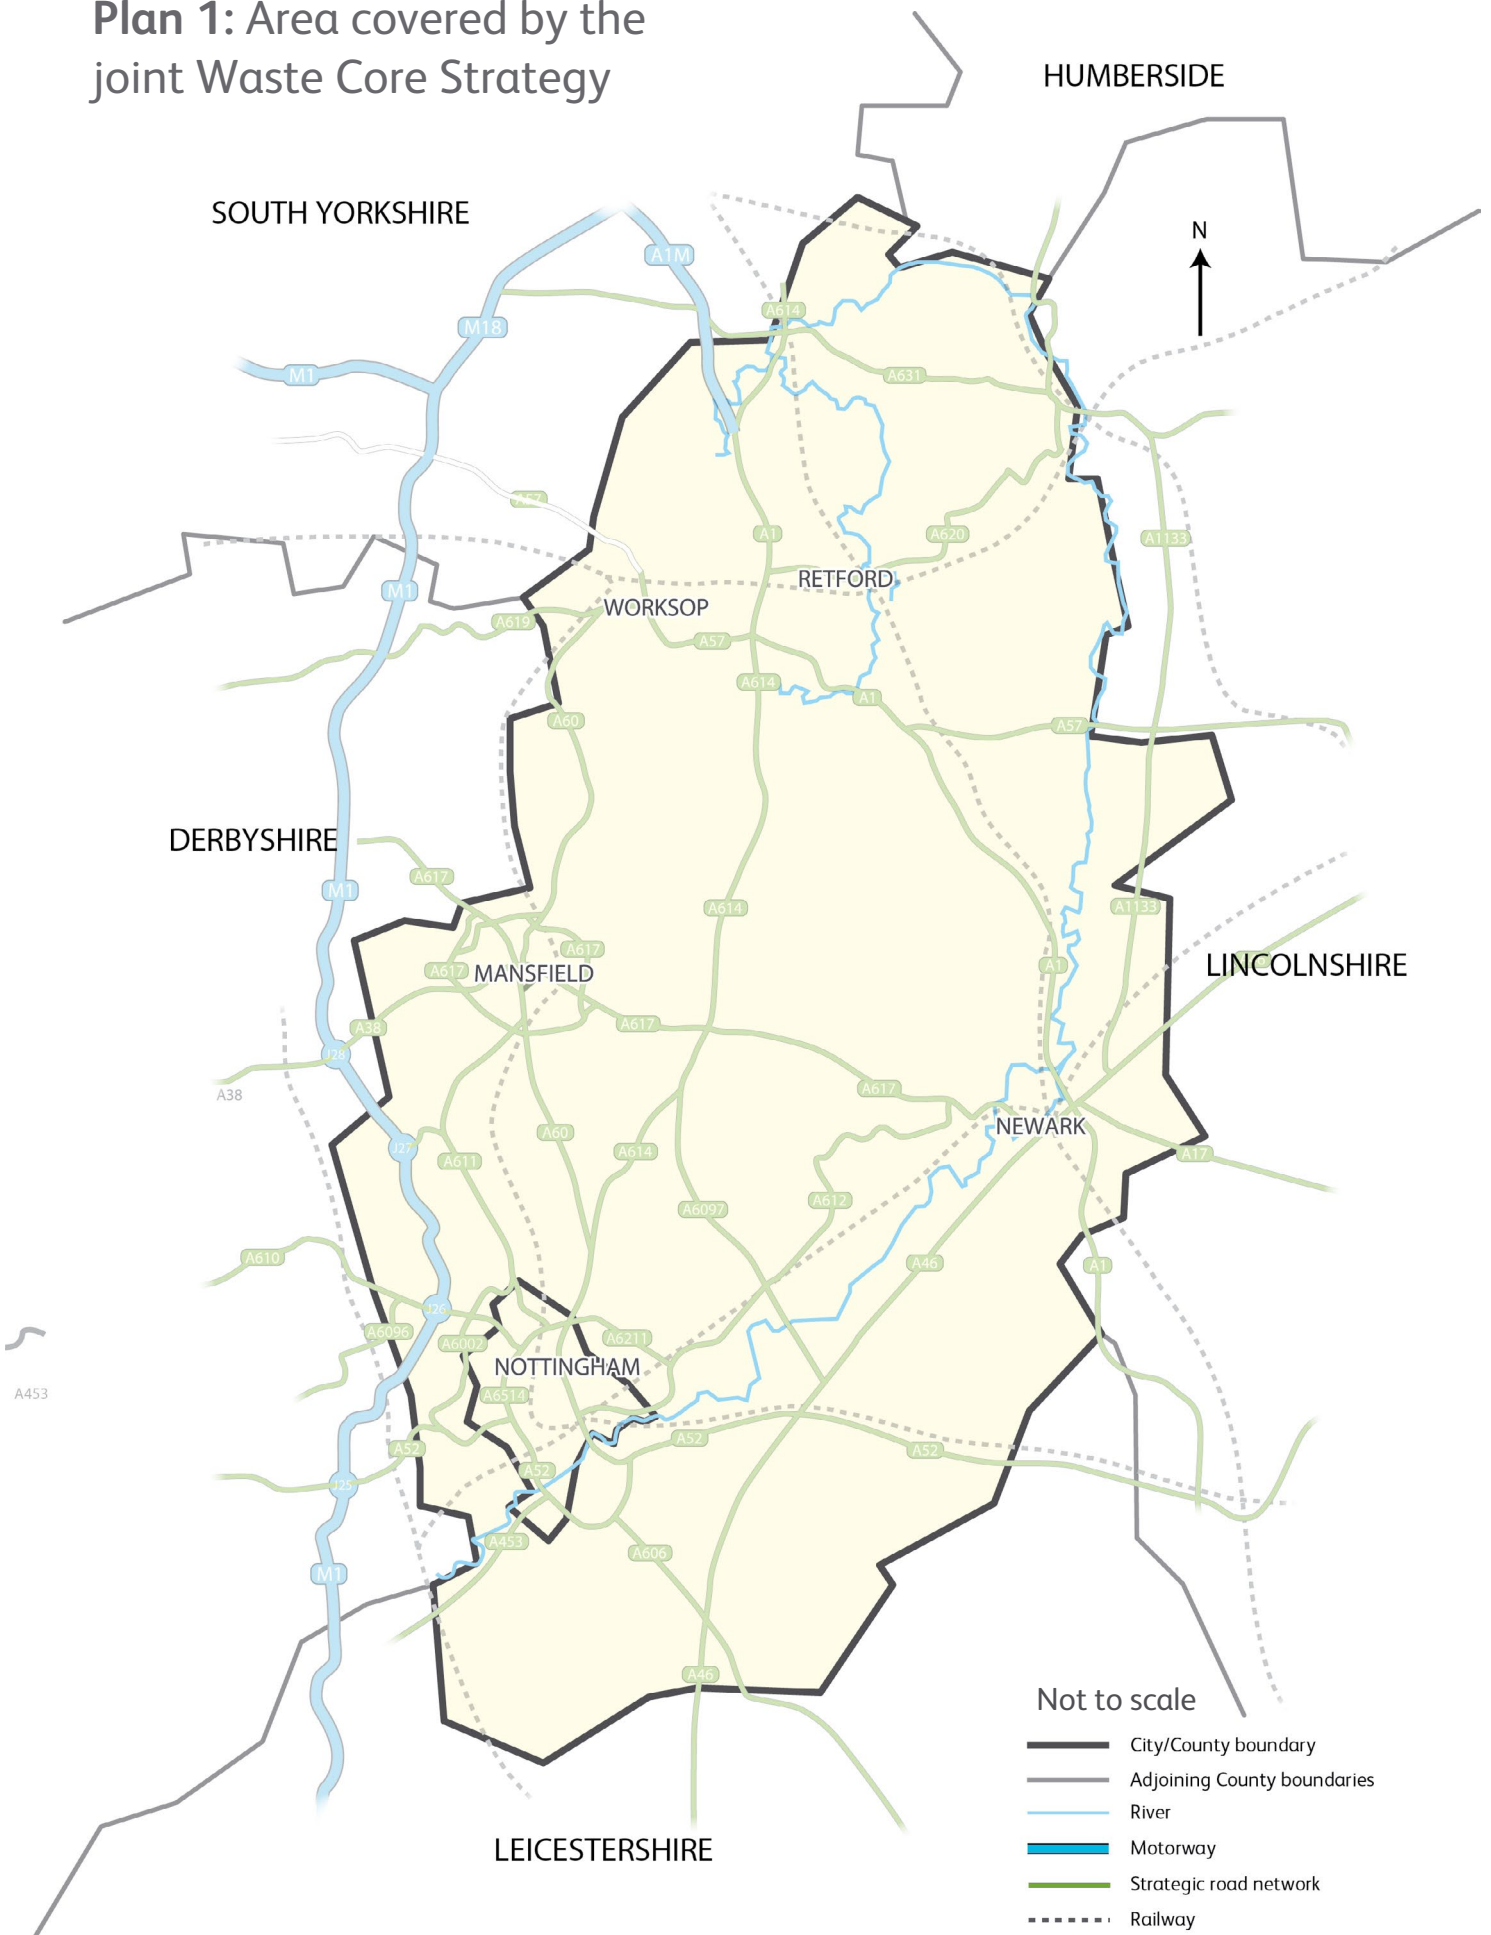 Plan 1: Area covered by the
joint Waste Core Strategy
HUMBERSIDE
SOUTH YORKSHIRE
N
A1M
A614
M18
M1
A631
A57
A1
A620
A1133
RETFORD
M1
WORKSOP
A619
A57
A614
A1
A60
A57
DERBYSHIRE
A617
M1
A614
A1133
A617
A617
MANSFIELD
A1
LINCOLNSHIRE
A38
A617
J28
A38
A617
NEWARK
A60
J27
A611
A614
A17
A612
A6097
A610
A46
A1
J26
A6096
A6002
A6211
NOTTINGHAM
A453
A6514
A52
A52
A52
A52
J25
A453
A606
M1
A46
LEICESTERSHIRE
Not to scale
City/County boundary
Adjoining County boundaries
River
Motorway
Strategic road network
Railway